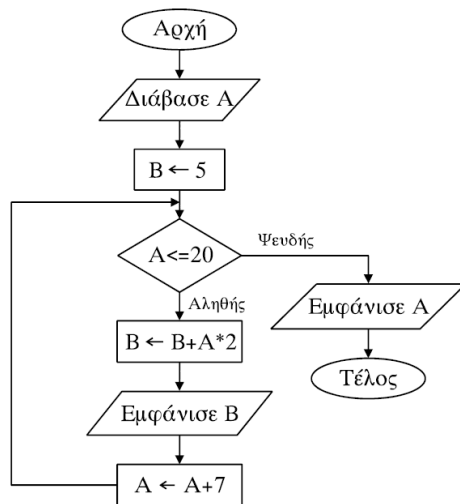 Αρχή
Διάβασε Α
Β ← 5
Α<=20
Ψευδής
Αληθής
Β ← Β+Α*2
Εμφάνισε Β
Α ← Α+7
Εμφάνισε Α
Τέλος